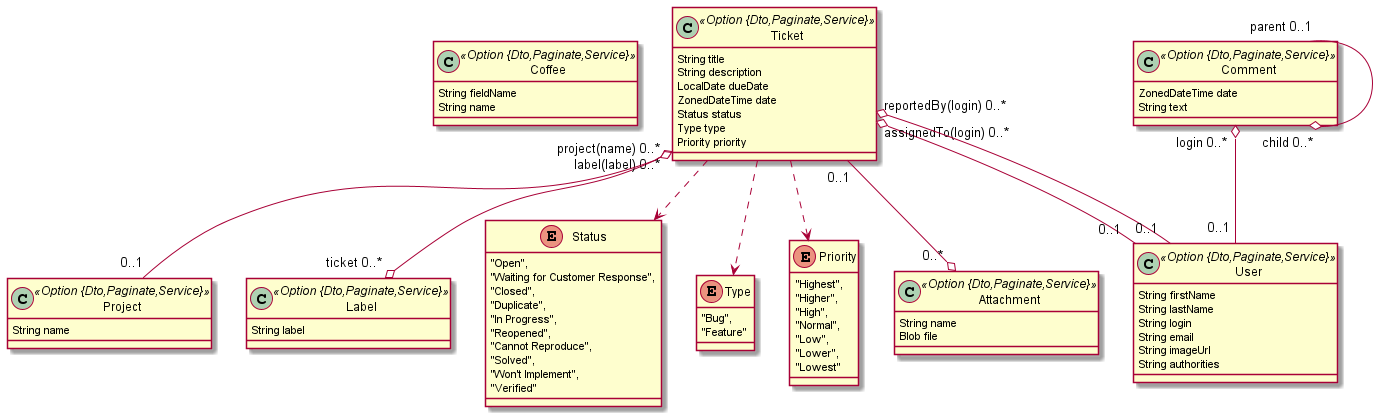 C «Option {Dto,Paginate,Service}»
Ticket
String title
String description
LocalDate dueDate
ZonedDateTime date
Status status
Type type
Priority priority
C «Option {Dto,Paginate,Service}»
Coffee
String fieldName
String name
parent 0..1
C «Option {Dto,Paginate,Service}»
Comment
ZonedDateTime date
String text
reportedBy(login) 0..*
assignedTo(login) 0..*
login 0..*
child 0..*
project(name) 0..*
label(label) 0..*
0..1
0..1
0..1
0..1
0..1
ticket 0..*
0..*
C «Option {Dto,Paginate,Service}»
Project
String name
C «Option {Dto,Paginate,Service}»
Label
String label
E Status
"Open",
"Waiting for Customer Response",
"Closed",
"Duplicate",
"In Progress",
"Reopened",
"Cannot Reproduce",
"Solved",
"Won't Implement",
"Verified"
E Type
"Bug",
"Feature"
E Priority
"Highest",
"Higher",
"High",
"Normal",
"Low",
"Lower",
"Lowest"
C «Option {Dto,Paginate,Service}»
Attachment
String name
Blob file
C «Option {Dto,Paginate,Service}»
User
String firstName
String lastName
String login
String email
String imageUrl
String authorities